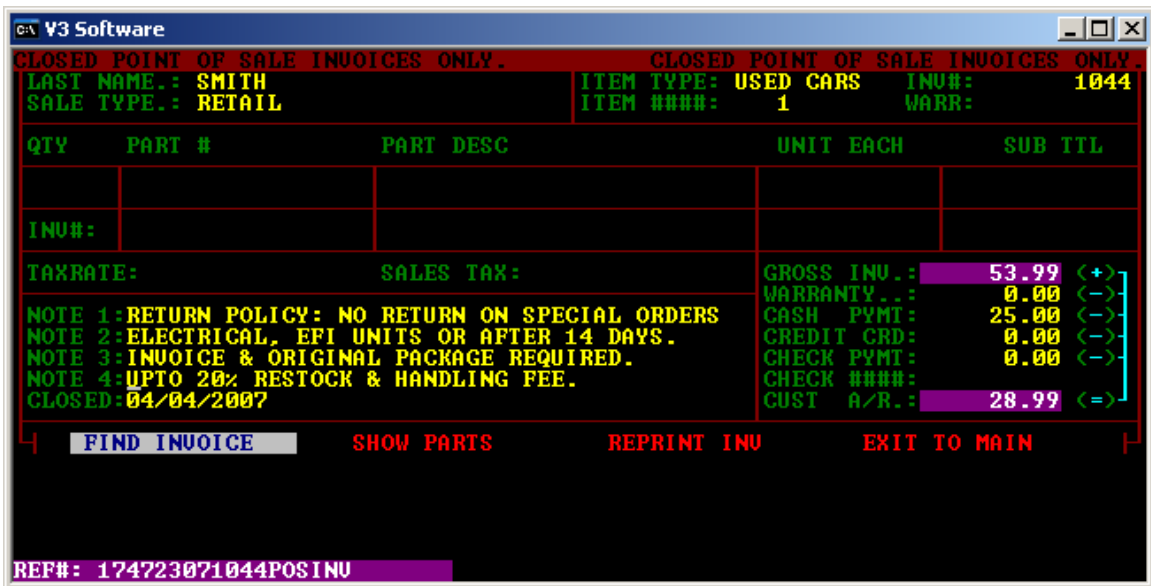 V3 Software
CLOSED POINT OF SALE INVOICES ONLY. CLOSED POINT OF SALE INVOICES ONLY.
LAST NAME.: SMITH ITEM TYPE: USED CARS INV#: 1044
SALE TYPE.: RETAIL ITEM ####: 1 WARR:
QTY PART # PART DESC UNIT EACH SUB TTL
INV#:
TAXRATE: SALES TAX: GROSS INV.: 53.99 (+)
WARRANTY..: 0.00 (-)
NOTE 1:RETURN POLICY: NO RETURN ON SPECIAL ORDERS CASH PYMT: 25.00 (-)
NOTE 2:ELECTRICAL, EFI UNITS OR AFTER 14 DAYS. CREDIT CRD: 0.00 (-)
NOTE 3:INVOICE & ORIGINAL PACKAGE REQUIRED. CHECK PYMT: 0.00 (-)
NOTE 4:UPTO 20% RESTOCK & HANDLING FEE. CHECK ####:
CLOSED:04/04/2007 CUST A/R.: 28.99 (=)
FIND INVOICE SHOW PARTS REPRINT INV EXIT TO MAIN
REF#: 174723071044POSINV